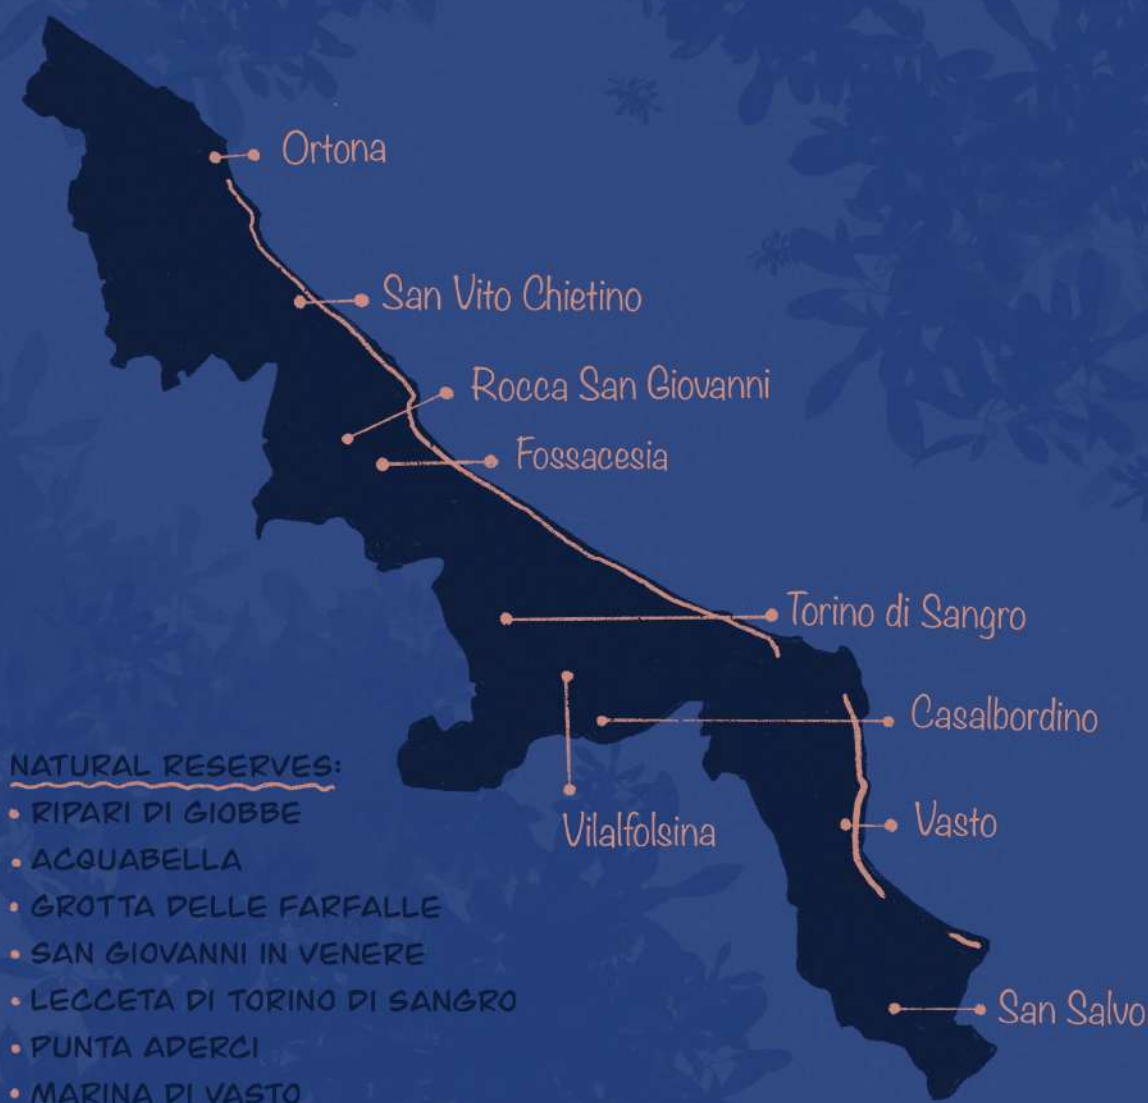 Ortona
San Vito Chietino
Rocca San Giovanni
Fossacesia
Torino di Sangro
Casalbordino
Vilalfolsina
Vasto
San Salvo
NATURAL RESERVES:
• RIPARI DI GIOBBE
• ACQUABELLA
• GROTTA DELLE FARFALLE
• SAN GIOVANNI IN VENERE
• LECCETA DI TORINO DI SANGRO
• PUNTA ADERCI
• MARINA DI VASTO